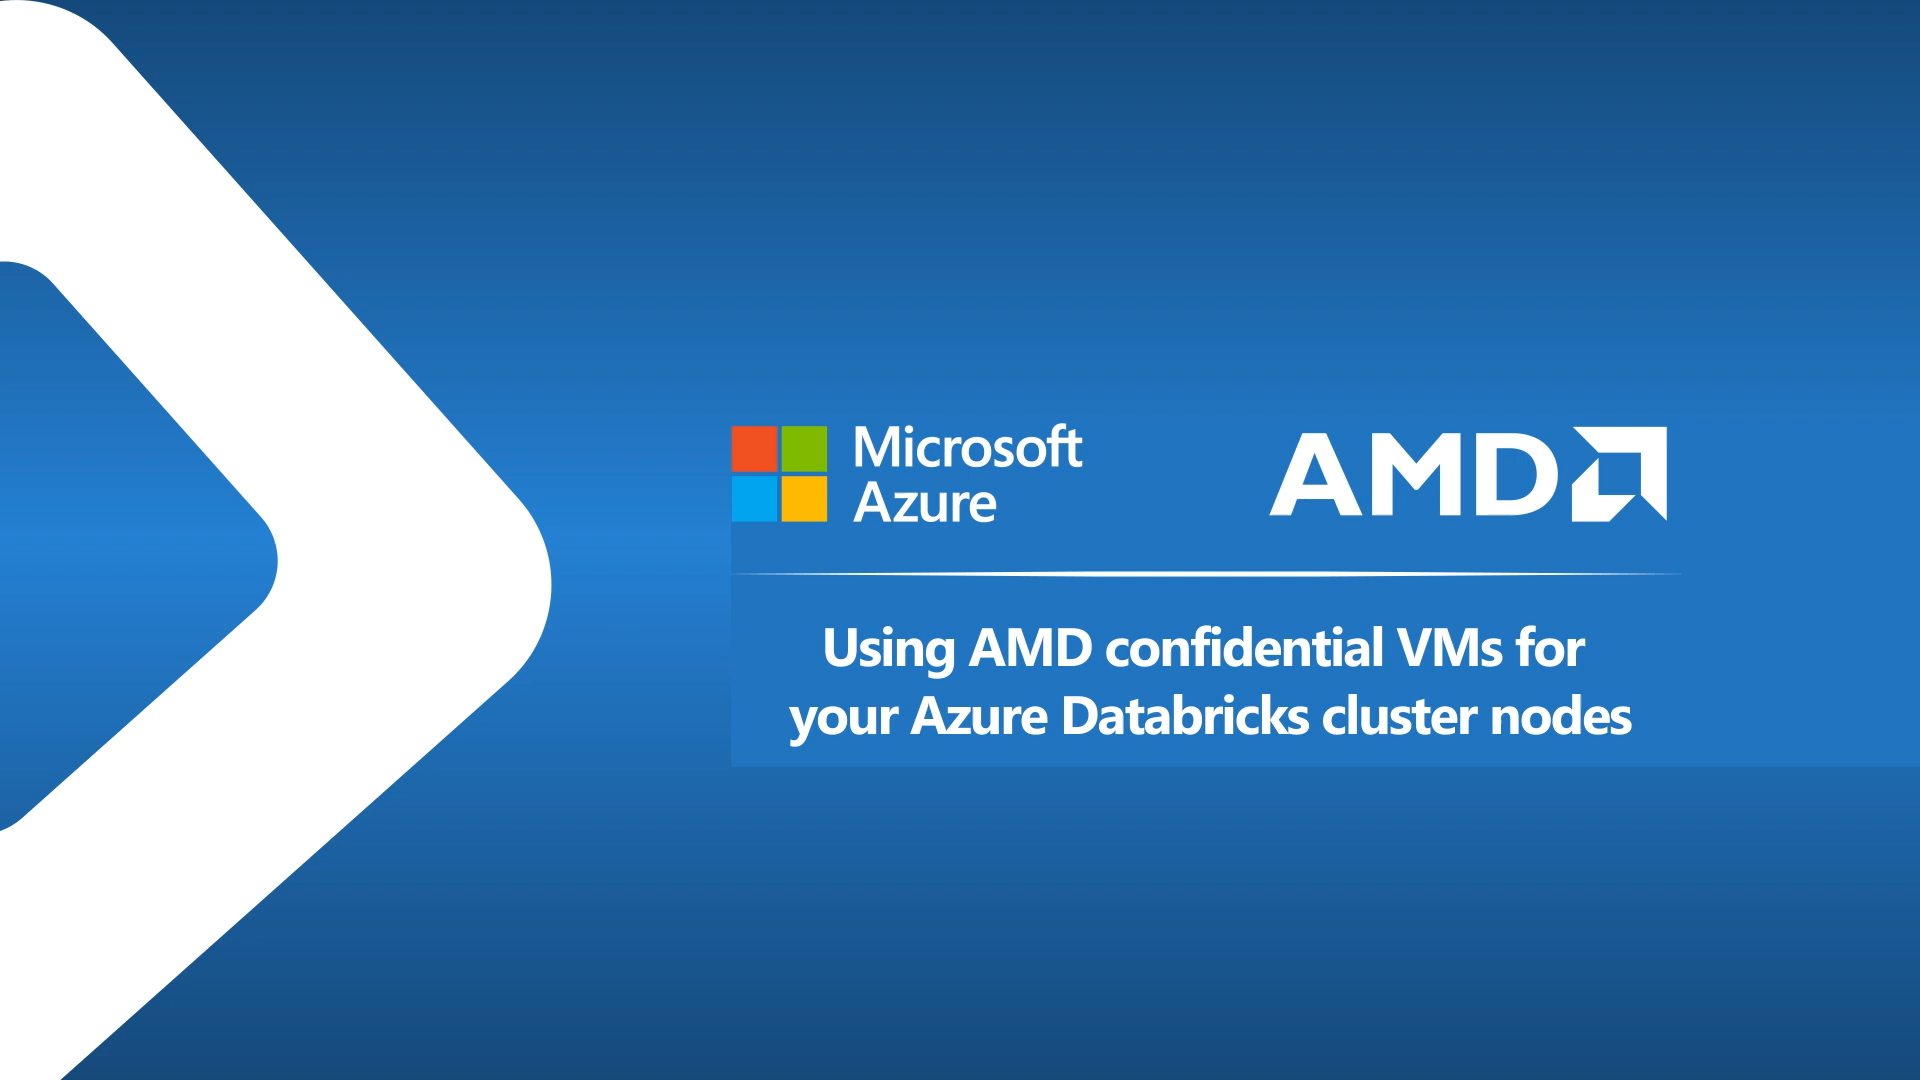 Microsoft
Azure
AMD
Using AMD confidential VMs for
your Azure Databricks cluster nodes